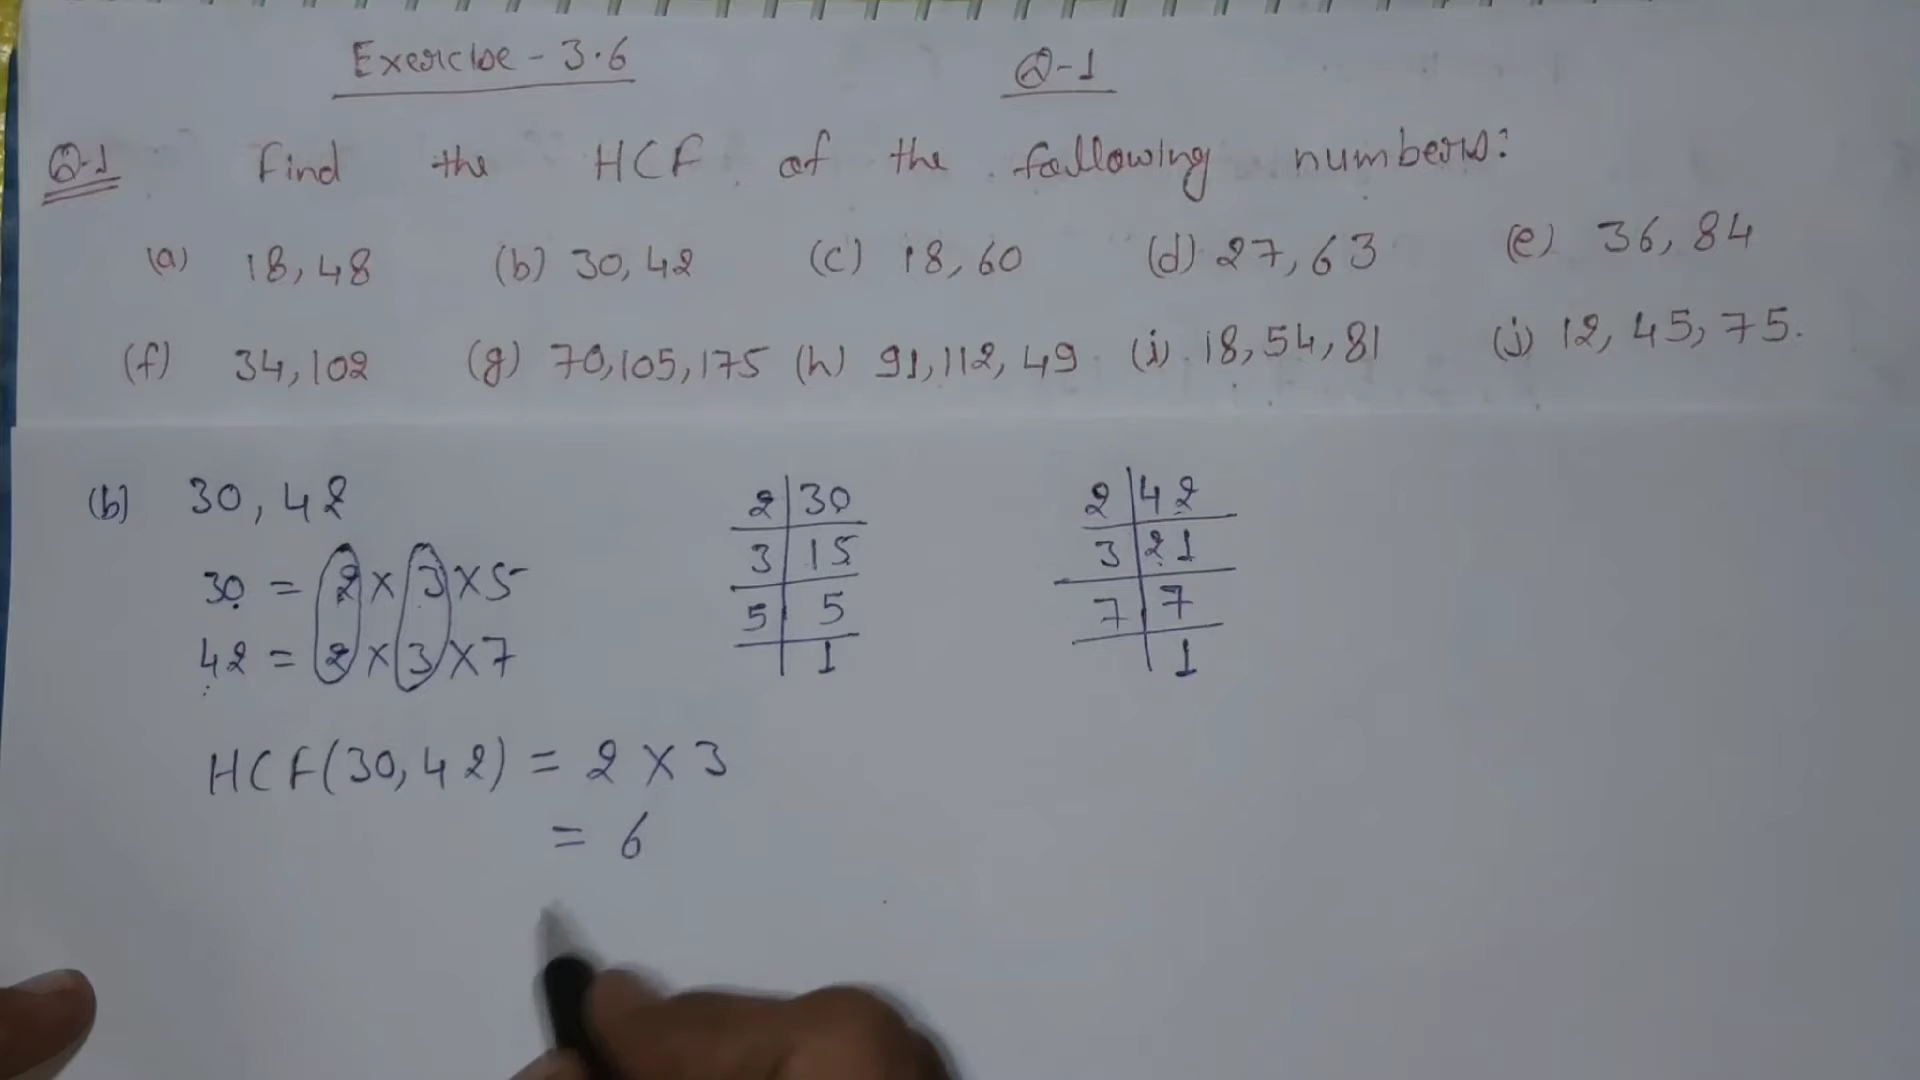 Exercise - 3.6 Q-1
Q-1 Find the HCF of the following numbers:
(a) 18, 48 (b) 30, 42 (c) 18, 60 (d) 27, 63 (e) 36, 84
(f) 34, 102 (g) 70, 105, 175 (h) 91, 112, 49 (i) 18, 54, 81 (j) 12, 45, 75.
(b) 30, 42 2 | 30 2 | 42
30 = 2 × 3 × 5 3 | 15 3 | 21
5 | 5 7 | 7
42 = 2 × 3 × 7 1 1
HCF(30, 42) = 2 × 3
= 6